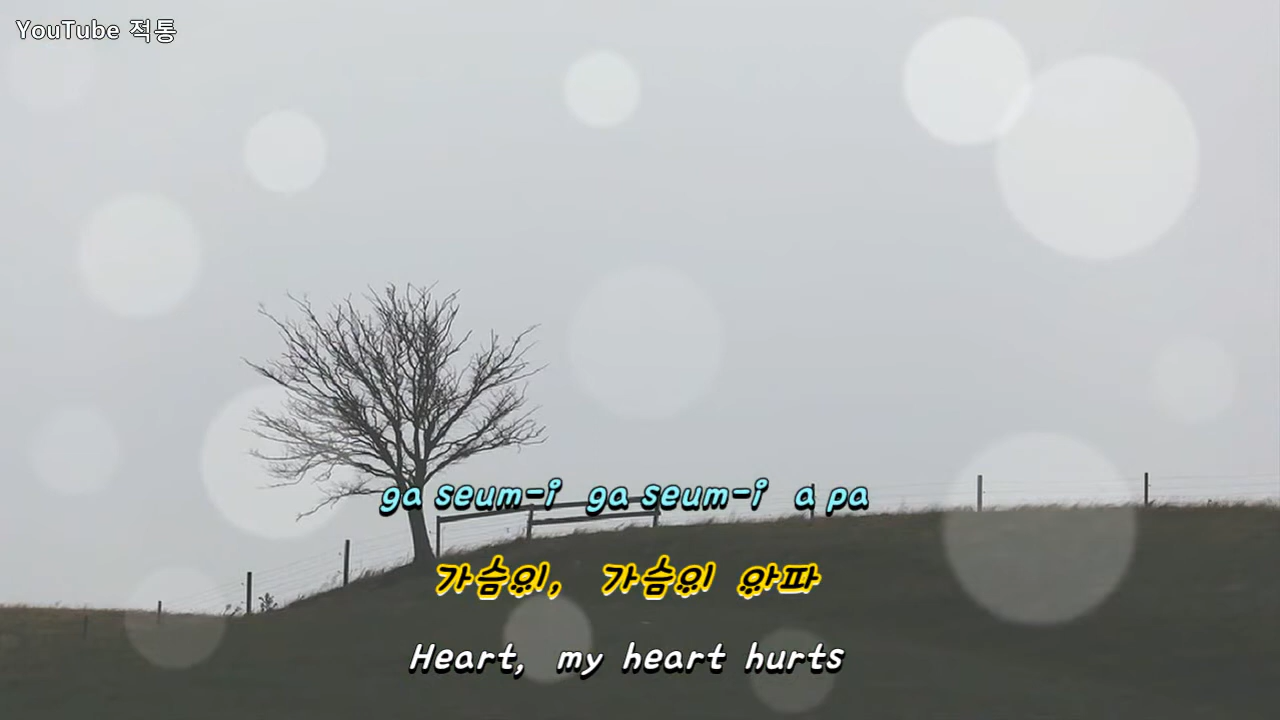 YouTube 적통
ga seum-i ga seum-i a pa
가슴이, 가슴이 아파
Heart, my heart hurts